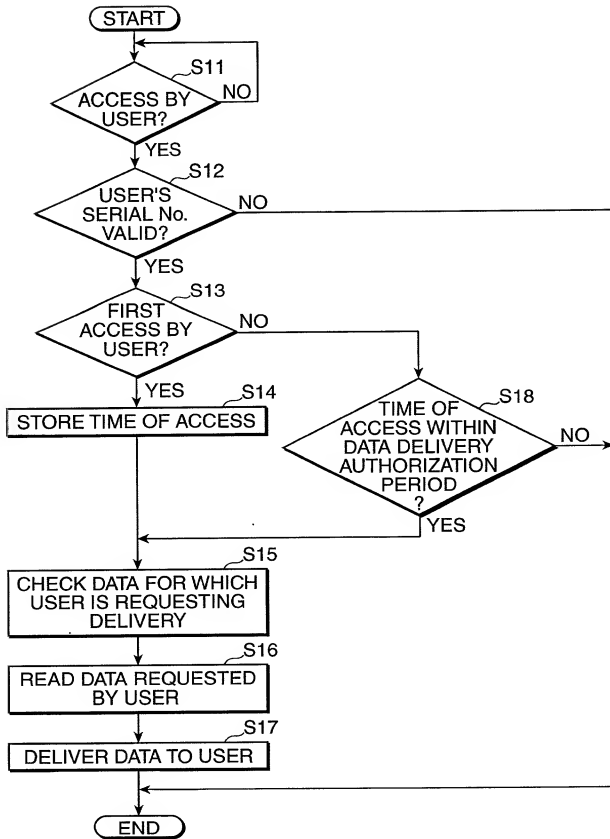 START
S11
ACCESS BY
USER?
NO
YES
S12
USER'S
SERIAL No.
VALID?
NO
YES
S13
FIRST
ACCESS BY
USER?
NO
YES
S14
STORE TIME OF ACCESS
S18
TIME OF
ACCESS WITHIN
DATA DELIVERY
AUTHORIZATION
PERIOD
?
NO
YES
S15
CHECK DATA FOR WHICH
USER IS REQUESTING
DELIVERY
S16
READ DATA REQUESTED
BY USER
S17
DELIVER DATA TO USER
END